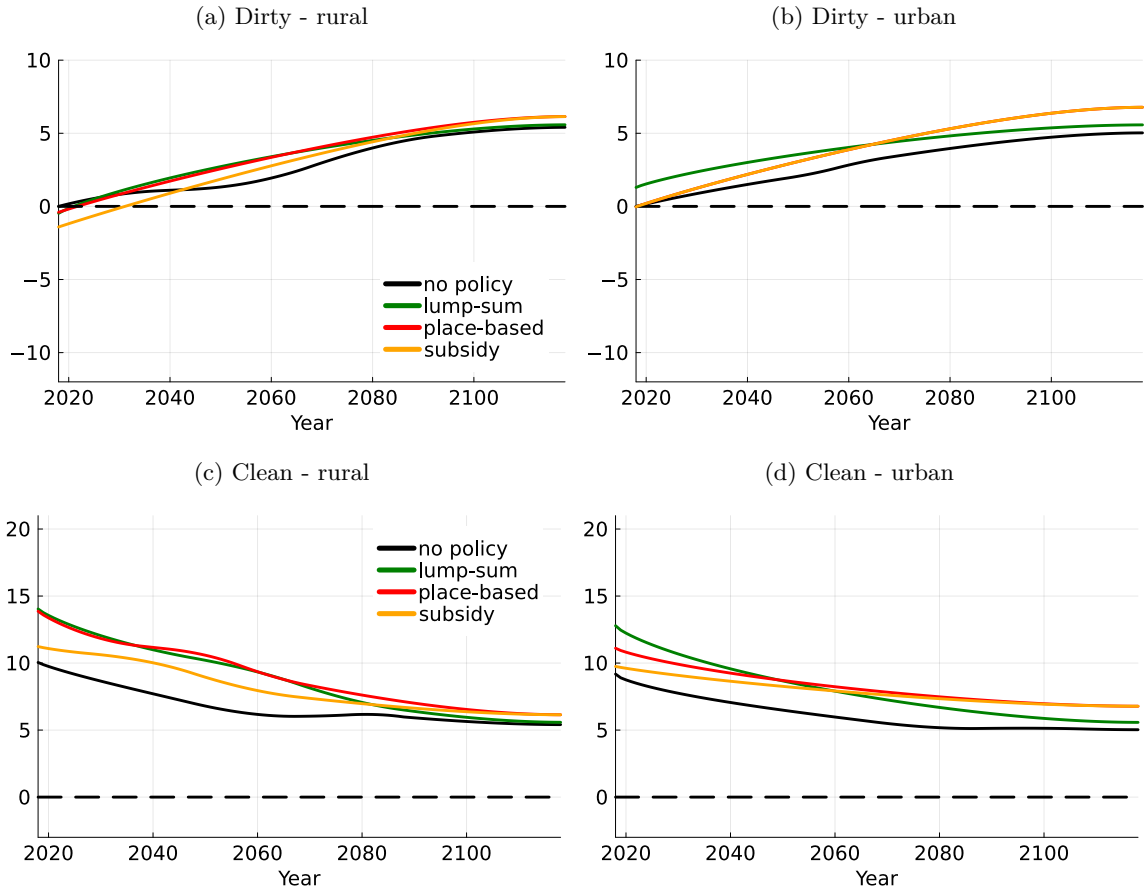 (a) Dirty - rural
10
5
0
−5
−10
no policy
lump-sum
place-based
subsidy
2020 2040 2060 2080 2100
Year
(b) Dirty - urban
10
5
0
−5
−10
2020 2040 2060 2080 2100
Year
(c) Clean - rural
20
15
10
5
0
no policy
lump-sum
place-based
subsidy
2020 2040 2060 2080 2100
Year
(d) Clean - urban
20
15
10
5
0
2020 2040 2060 2080 2100
Year